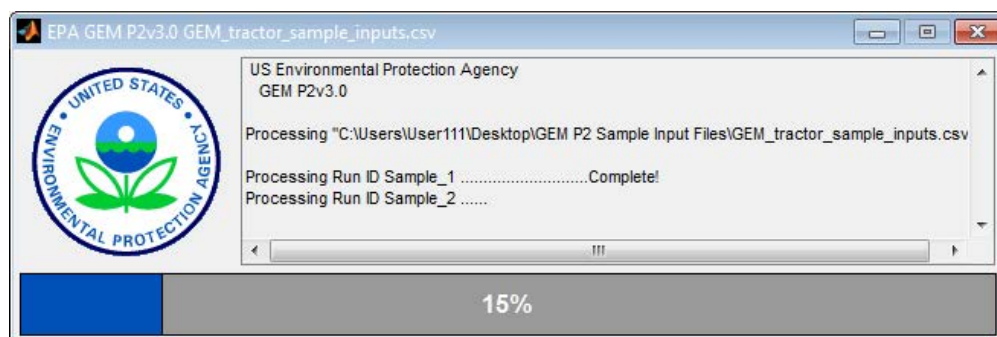 EPA GEM P2v3.0 GEM_tractor_sample_inputs.csv
UNITED STATES
ENVIRONMENTAL PROTECTION AGENCY
US Environmental Protection Agency
GEM P2v3.0
Processing "C:\Users\User111\Desktop\GEM P2 Sample Input Files\GEM_tractor_sample_inputs.csv
Processing Run ID Sample_1 ............................Complete!
Processing Run ID Sample_2 ......
15%